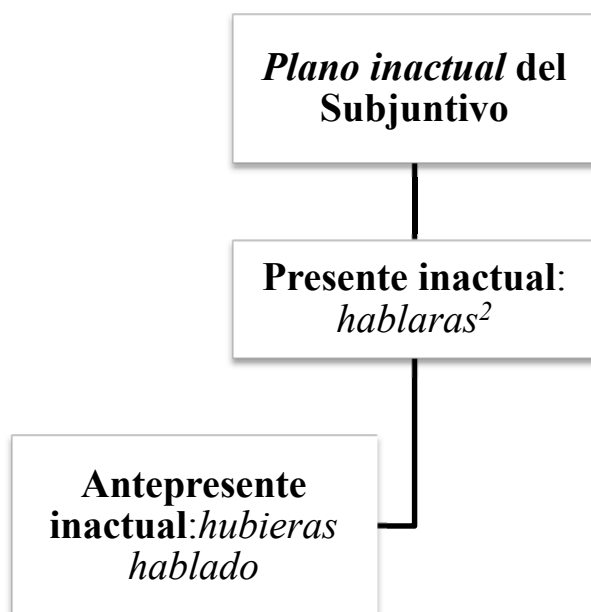 Plano inactual del
Subjuntivo
Presente inactual:
hablaras²
Antepresente
inactual:hubieras
hablado